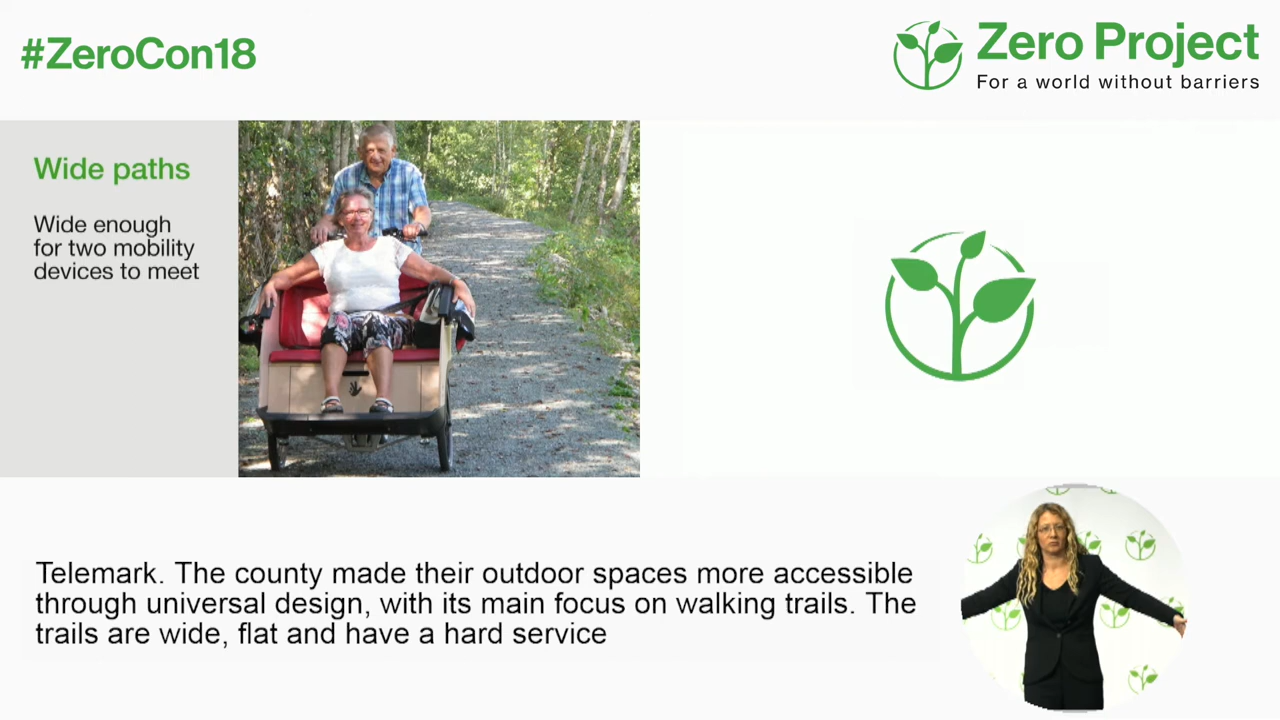 #ZeroCon18
Zero Project
For a world without barriers
Wide paths
Wide enough
for two mobility
devices to meet
Telemark. The county made their outdoor spaces more accessible
through universal design, with its main focus on walking trails. The
trails are wide, flat and have a hard service